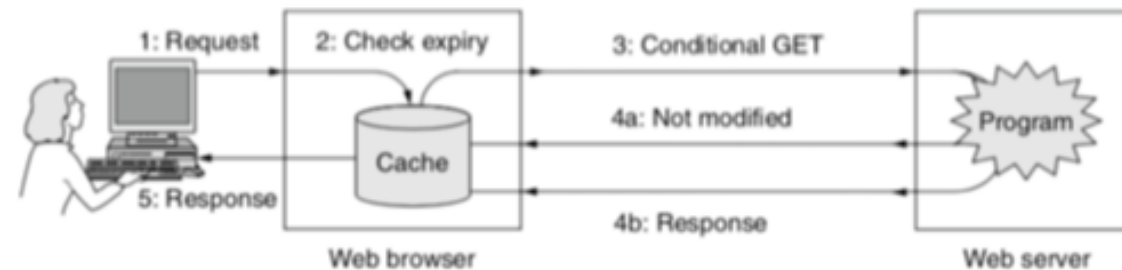 1: Request
2: Check expiry
3: Conditional GET
4a: Not modified
Program
Cache
5: Response
4b: Response
Web browser
Web server